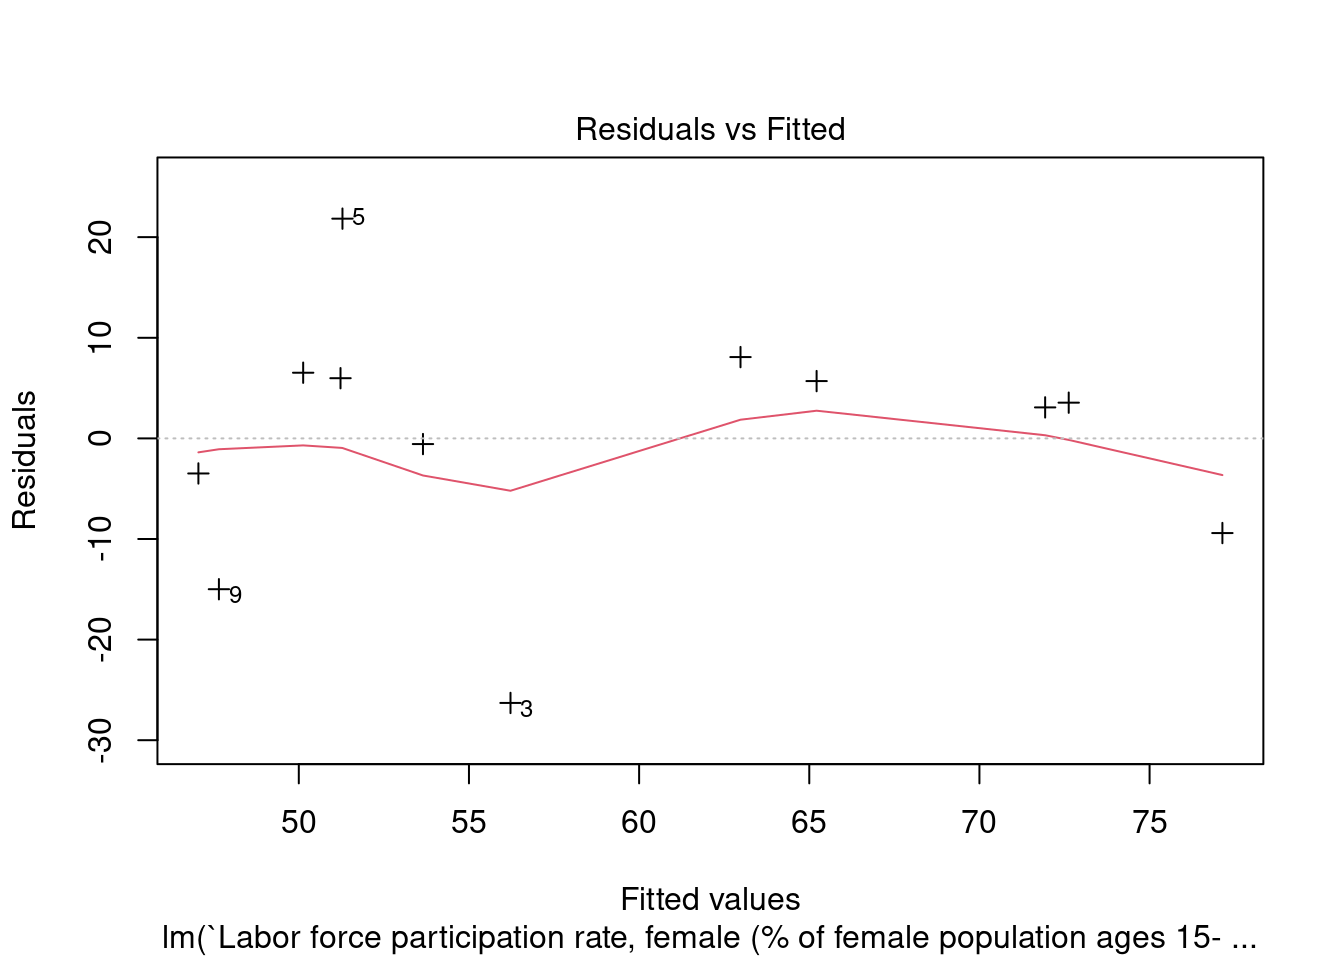 Residuals vs Fitted
Residuals
20
10
0
-10
-20
-30
5
9
3
50 55 60 65 70 75
Fitted values
lm(`Labor force participation rate, female (% of female population ages 15- ...